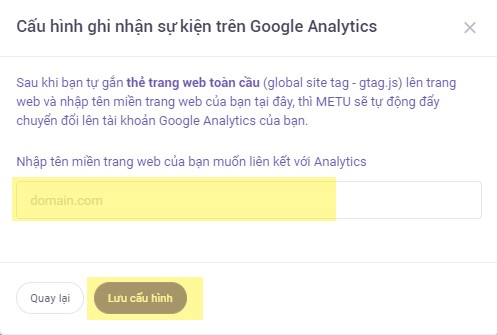 Cấu hình ghi nhận sự kiện trên Google Analytics
Sau khi bạn tự gắn thẻ trang web toàn cầu (global site tag - gtag.js) lên trang
web và nhập tên miền trang web của bạn tại đây, thì METU sẽ tự động đẩy
chuyển đổi lên tài khoản Google Analytics của bạn.
Nhập tên miền trang web của bạn muốn liên kết với Analytics
domain.com
Quay lại
Lưu cấu hình